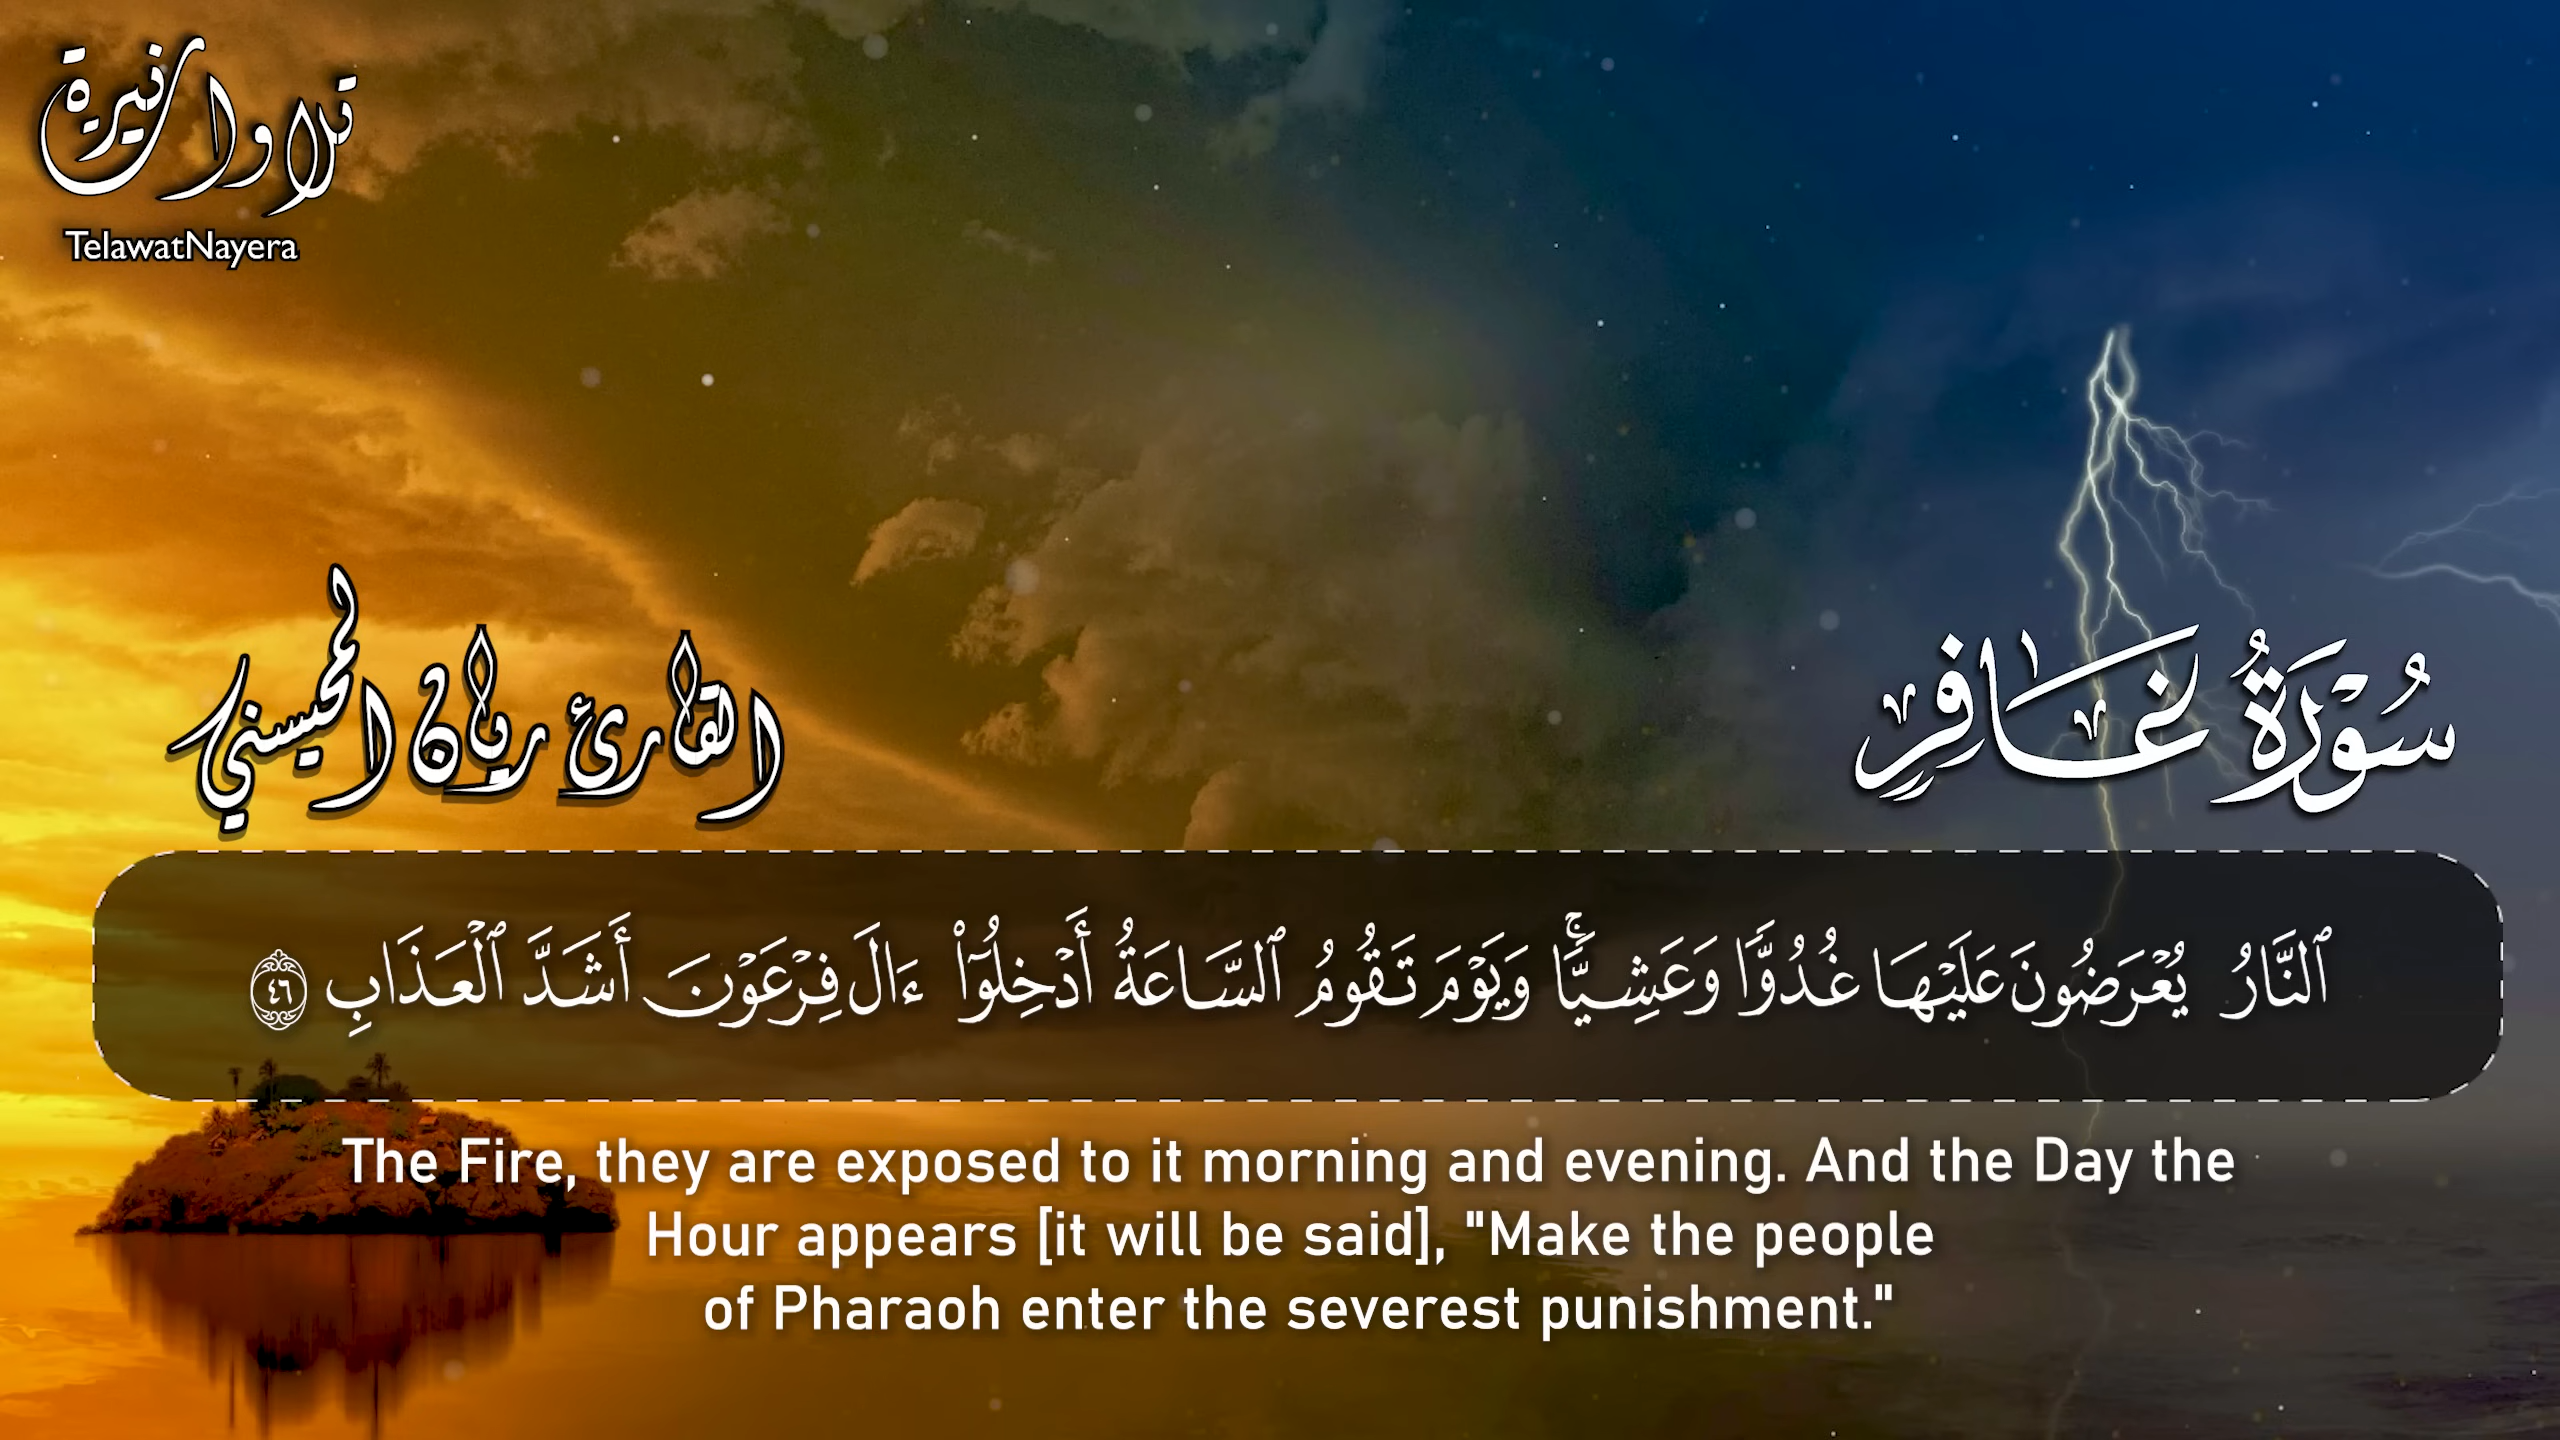 تلاوات نيرة
TelawatNayera
سُورَةُ غَافِرٍ
القارئ ريان المحيسني
ٱلنَّارُ يُعْرَضُونَ عَلَيْهَا غُدُوًّا وَعَشِيًّاۚ وَيَوْمَ تَقُومُ ٱلسَّاعَةُ أَدْخِلُوٓا۟ ءَالَ فِرْعَوْنَ أَشَدَّ ٱلْعَذَابِ ٤٦
The Fire, they are exposed to it morning and evening. And the Day the
Hour appears [it will be said], "Make the people
of Pharaoh enter the severest punishment."